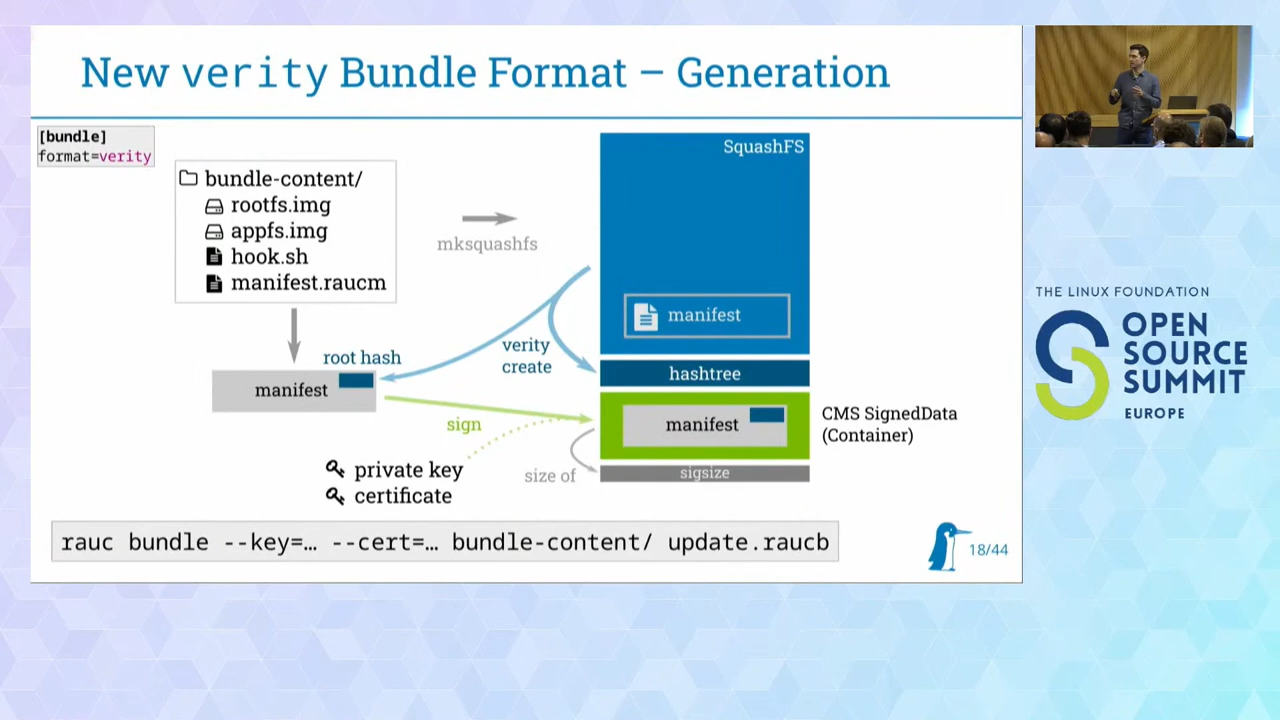 New verity Bundle Format – Generation
[bundle]
format=verity
bundle-content/
rootfs.img
appfs.img
hook.sh
manifest.raucm
mksquashfs
SquashFS
manifest
root hash
manifest
verity
create
hashtree
sign
manifest
CMS SignedData
(Container)
private key
certificate
size of
sigsize
rauc bundle --key=… --cert=… bundle-content/ update.raucb
18/44
THE LINUX FOUNDATION
OPEN
SOURCE
SUMMIT
EUROPE